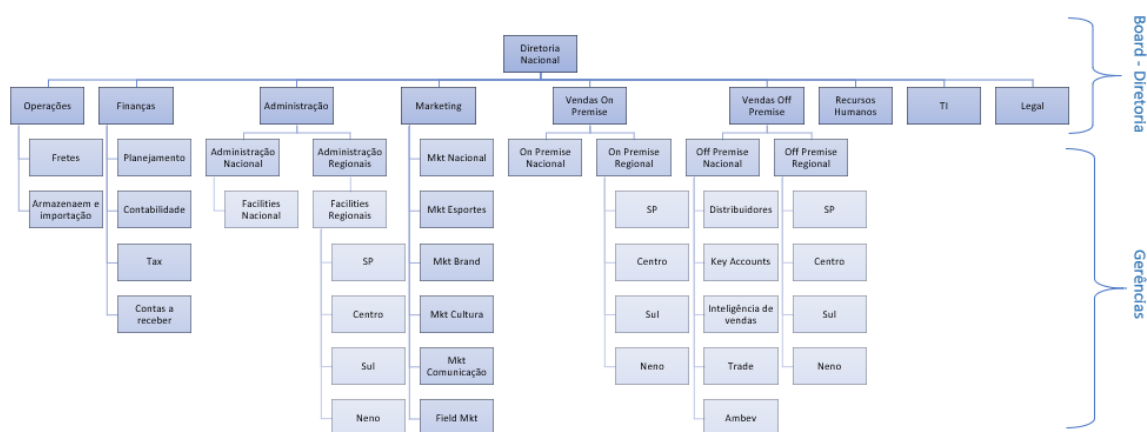 Diretoria
Nacional
Board - Diretoria
Operações
Finanças
Administração
Marketing
Vendas On
Premise
Vendas Off
Premise
Recursos
Humanos
TI
Legal
Fretes
Armazenaem e
importação
Planejamento
Contabilidade
Tax
Contas a
receber
Administração
Nacional
Facilities
Nacional
Administração
Regionais
Facilities
Regionais
SP
Centro
Sul
Neno
Mkt Nacional
Mkt Esportes
Mkt Brand
Mkt Cultura
Mkt
Comunicação
Field Mkt
On Premise
Nacional
On Premise
Regional
SP
Centro
Sul
Neno
Off Premise
Nacional
Distribuidores
Key Accounts
Inteligência de
vendas
Trade
Ambev
Off Premise
Regional
SP
Centro
Sul
Neno
Gerências